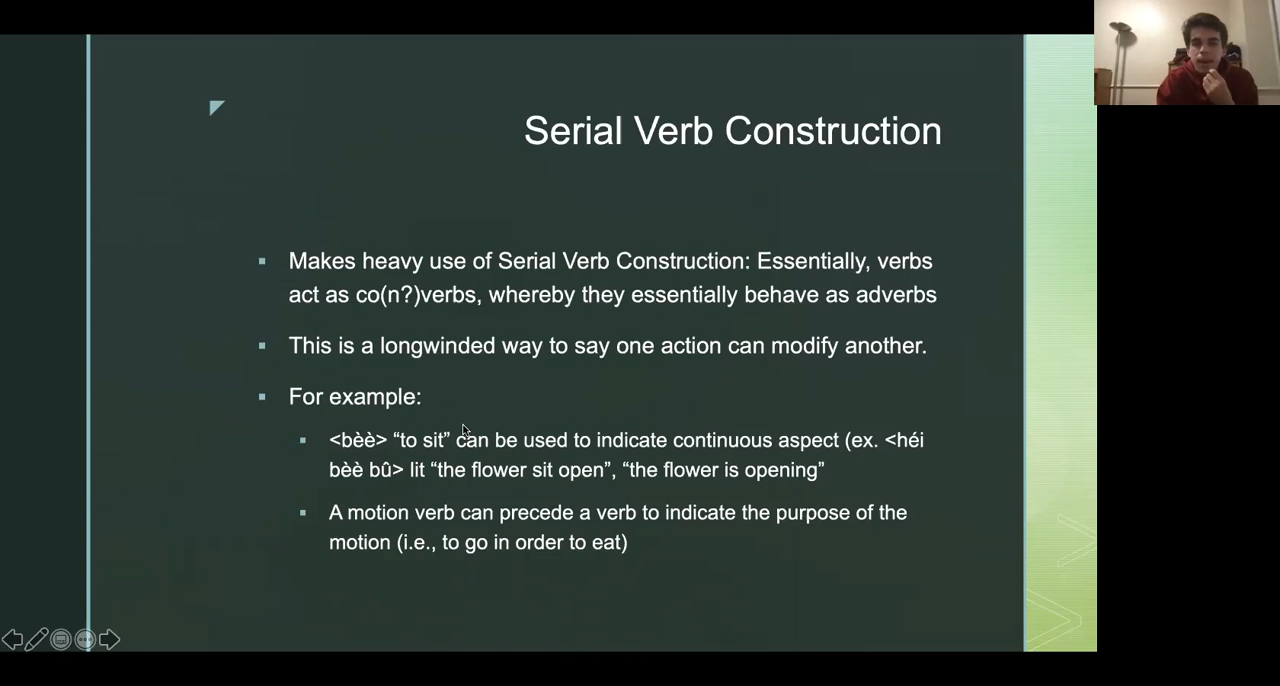 Serial Verb Construction
Makes heavy use of Serial Verb Construction: Essentially, verbs
act as co(n?)verbs, whereby they essentially behave as adverbs
This is a longwinded way to say one action can modify another.
For example:
<bèè> “to sit” can be used to indicate continuous aspect (ex. <héi
bèè bû> lit “the flower sit open”, “the flower is opening”
A motion verb can precede a verb to indicate the purpose of the
motion (i.e., to go in order to eat)